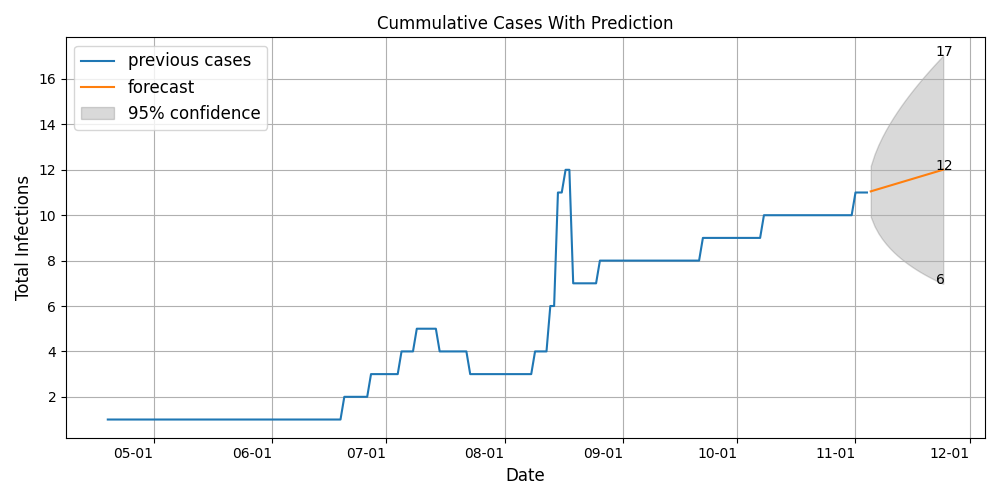 Cummulative Cases With Prediction
previous cases
forecast
95% confidence
17
12
6
16
14
12
10
8
6
4
2
Total Infections
05-01 06-01 07-01 08-01 09-01 10-01 11-01 12-01
Date